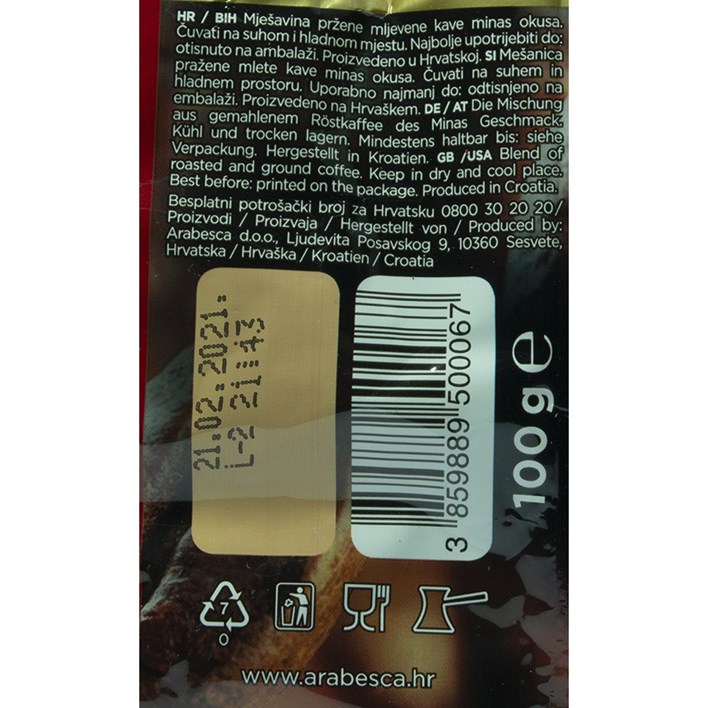 HR / BIH Mješavina pržene mljevene kave minas okusa.
Čuvati na suhom i hladnom mjestu. Najbolje upotrijebiti do:
otisnuto na ambalaži. Proizvedeno u Hrvatskoj. SI Mešanica
pražene mlete kave minas okusa. Čuvati na suhem in
hladnem prostoru. Uporabno najmanj do: odtisnjeno na
embalaži. Proizvedeno na Hrvaškem. DE / AT Die Mischung
aus gemahlenem Röstkaffee des Minas Geschmack.
Kühl und trocken lagern. Mindestens haltbar bis: siehe
Verpackung. Hergestellt in Kroatien. GB /USA Blend of
roasted and ground coffee. Keep in dry and cool place.
Best before: printed on the package. Produced in Croatia.
Besplatni potrošački broj za Hrvatsku 0800 30 20 20/
Proizvodi / Proizvaja / Hergestellt von / Produced by:
Arabesca d.o.o., Ljudevita Posavskog 9, 10360 Sesvete,
Hrvatska / Hrvaška / Kroatien / Croatia
21.02.2021.
L-2 21:43
3 859889 500067
100 g e
7
O
www.arabesca.hr